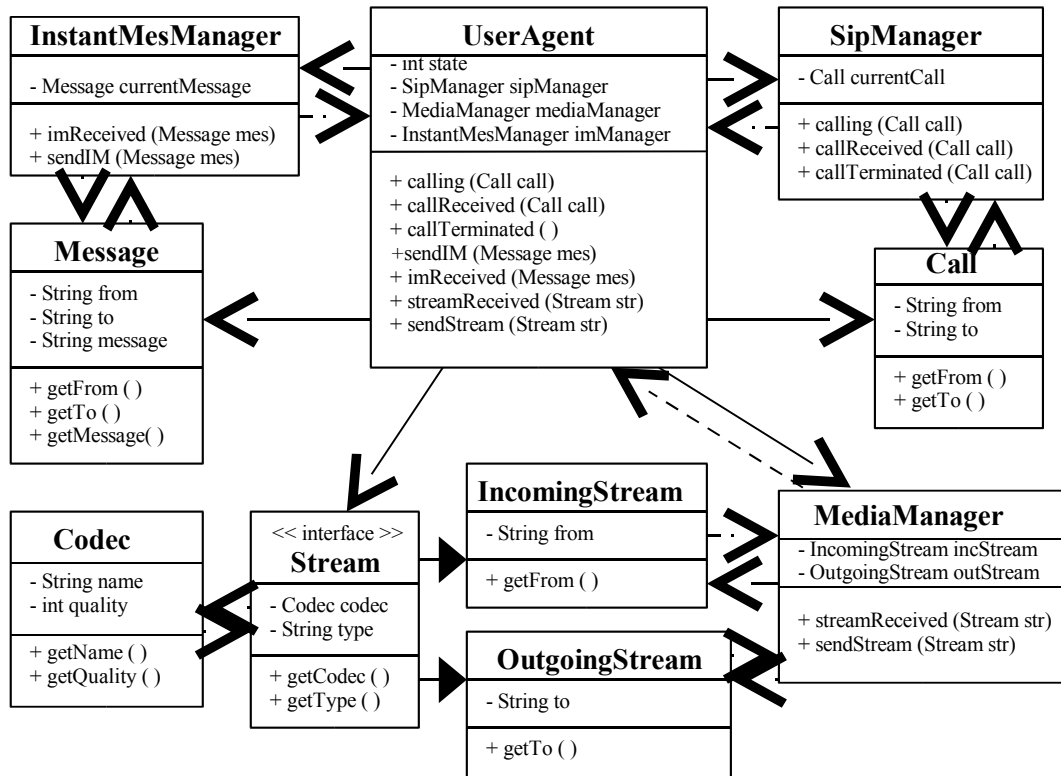 InstantMesManager
- Message currentMessage
+ imReceived (Message mes)
+ sendIM (Message mes)
UserAgent
- int state
- SipManager sipManager
- MediaManager mediaManager
- InstantMesManager imManager
+ calling (Call call)
+ callReceived (Call call)
+ callTerminated ( )
+sendIM (Message mes)
+ imReceived (Message mes)
+ streamReceived (Stream str)
+ sendStream (Stream str)
SipManager
- Call currentCall
+ calling (Call call)
+ callReceived (Call call)
+ callTerminated (Call call)
Message
- String from
- String to
- String message
+ getFrom ( )
+ getTo ( )
+ getMessage( )
Call
- String from
- String to
+ getFrom ( )
+ getTo ( )
Codec
- String name
- int quality
+ getName ( )
+ getQuality ( )
<< interface >>
Stream
- Codec codec
- String type
+ getCodec ( )
+ getType ( )
IncomingStream
- String from
+ getFrom ( )
OutgoingStream
- String to
+ getTo ( )
MediaManager
- IncomingStream incStream
- OutgoingStream outStream
+ streamReceived (Stream str)
+ sendStream (Stream str)